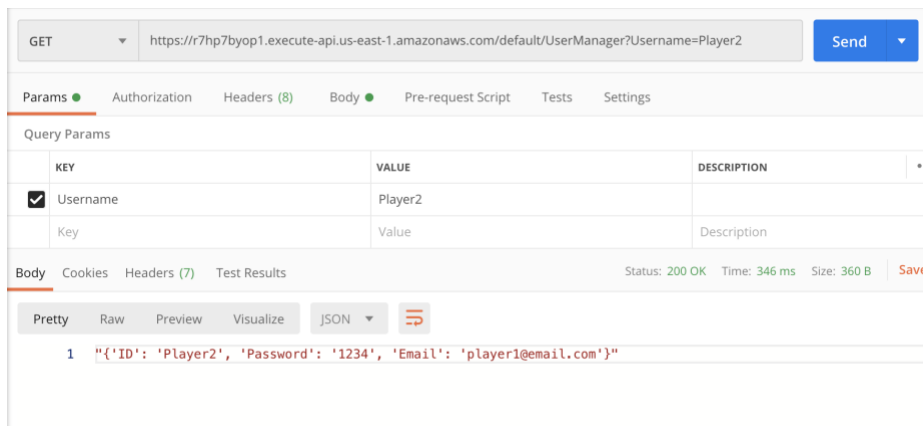 GET https://r7hp7byop1.execute-api.us-east-1.amazonaws.com/default/UserManager?Username=Player2 Send
Params Authorization Headers (8) Body Pre-request Script Tests Settings
Query Params
KEY VALUE DESCRIPTION
Username Player2
Key Value Description
Body Cookies Headers (7) Test Results Status: 200 OK Time: 346 ms Size: 360 B Save
Pretty Raw Preview Visualize JSON
1 "{'ID': 'Player2', 'Password': '1234', 'Email': 'player1@email.com'}"